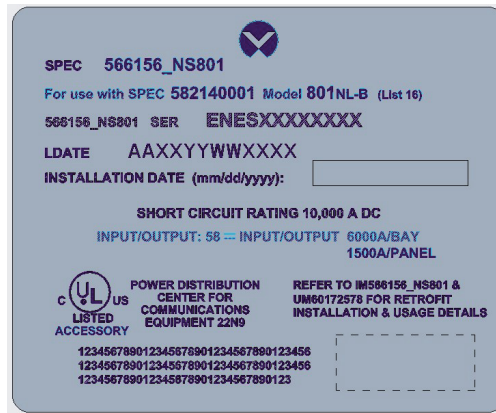 SPEC 566156_NS801
For use with SPEC 582140001 Model 801NL-B (List 16)
566156_NS801 SER ENESXXXXXXXX
LDATE AAXXYYWWXXXX
INSTALLATION DATE (mm/dd/yyyy):
SHORT CIRCUIT RATING 10,000 A DC
INPUT/OUTPUT: 58 ⎓ INPUT/OUTPUT 6000A/BAY
1500A/PANEL
C UL US
LISTED
ACCESSORY
POWER DISTRIBUTION
CENTER FOR
COMMUNICATIONS
EQUIPMENT 22N9
REFER TO IM566156_NS801 &
UM60172578 FOR RETROFIT
INSTALLATION & USAGE DETAILS
123456789012345678901234567890123456
123456789012345678901234567890123456
123456789012345678901234567890123